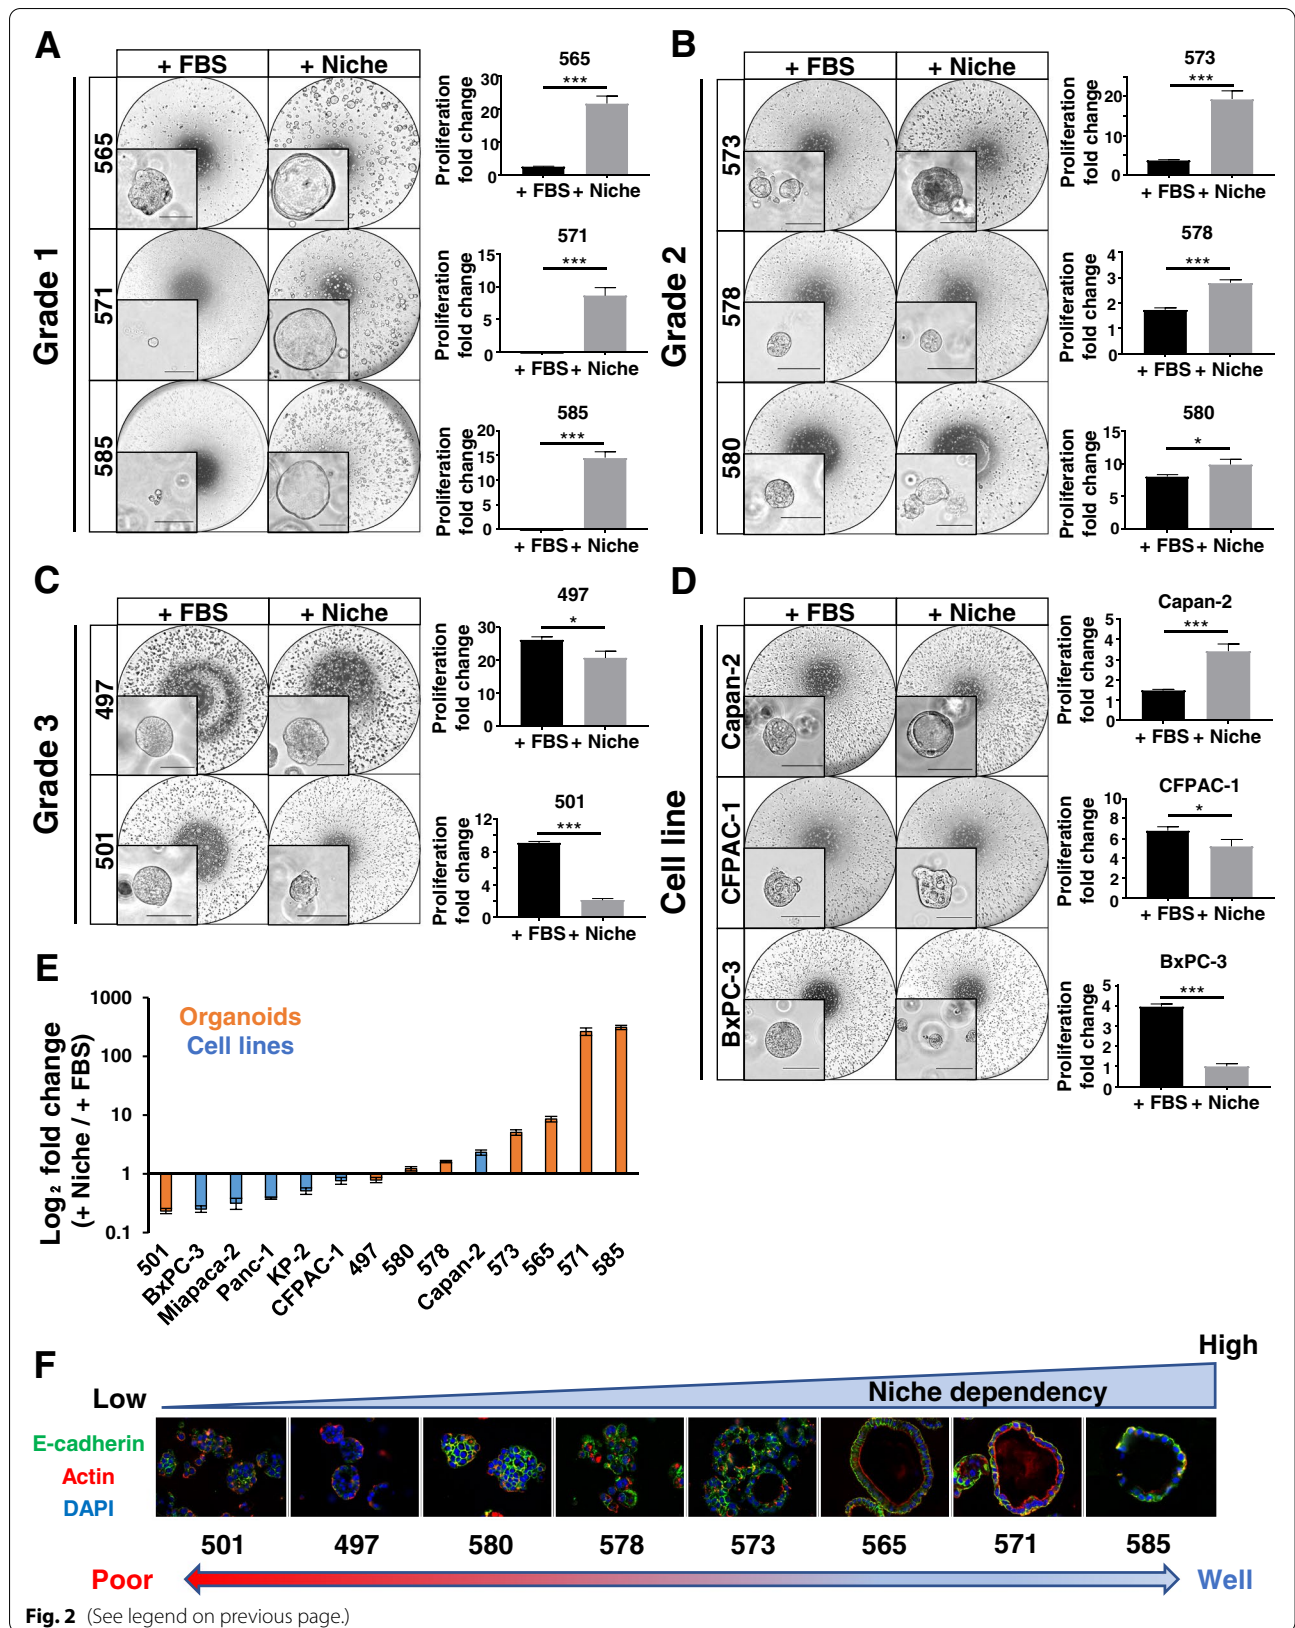 A
+ FBS
+ Niche
Grade 1
565
571
585
565
Proliferation
fold change
30
20
10
0
***
+ FBS + Niche
571
Proliferation
fold change
15
10
5
0
***
+ FBS + Niche
585
Proliferation
fold change
20
15
10
5
0
***
+ FBS + Niche
B
+ FBS
+ Niche
Grade 2
573
578
580
573
Proliferation
fold change
20
10
0
***
+ FBS + Niche
578
Proliferation
fold change
4
3
2
1
0
***
+ FBS + Niche
580
Proliferation
fold change
15
10
5
0
*
+ FBS + Niche
C
+ FBS
+ Niche
Grade 3
497
501
497
Proliferation
fold change
30
20
10
0
*
+ FBS + Niche
501
Proliferation
fold change
12
8
4
2
0
***
+ FBS + Niche
D
+ FBS
+ Niche
Cell line
Capan-2
CFPAC-1
BxPC-3
Capan-2
Proliferation
fold change
5
4
3
2
1
0
***
+ FBS + Niche
CFPAC-1
Proliferation
fold change
10
8
6
4
2
0
*
+ FBS + Niche
BxPC-3
Proliferation
fold change
5
4
3
2
1
0
***
+ FBS + Niche
E
Log₂ fold change
(+ Niche / + FBS)
1000
100
10
1
0.1
Organoids
Cell lines
501
BxPC-3
Miapaca-2
Panc-1
KP-2
CFPAC-1
497
580
578
Capan-2
573
565
571
585
F
Low
High
Niche dependency
E-cadherin
Actin
DAPI
501 497 580 578 573 565 571 585
Poor
Well
Fig. 2 (See legend on previous page.)